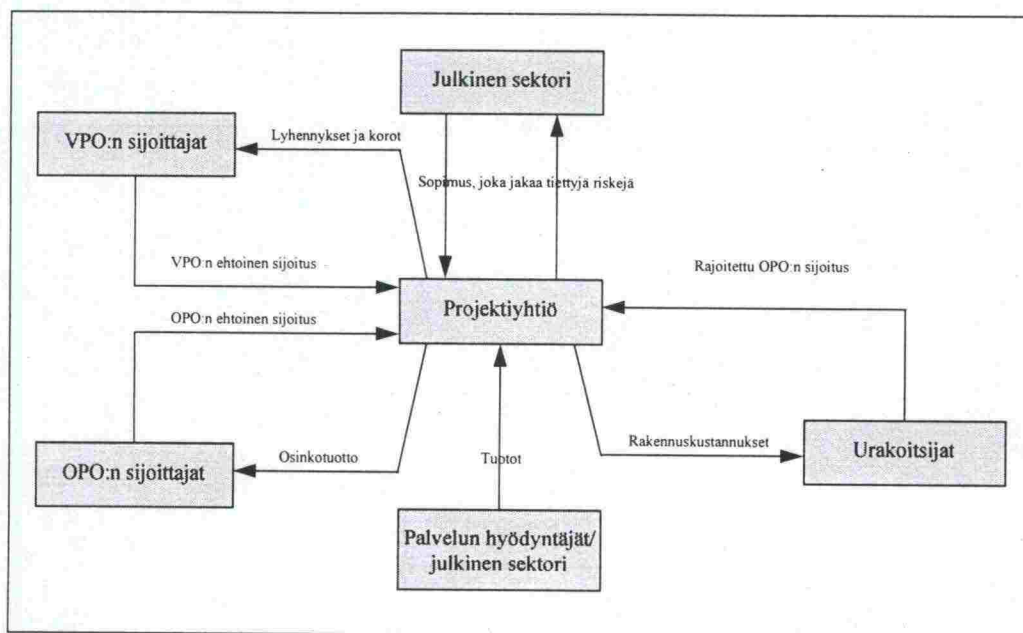 Julkinen sektori
VPO:n sijoittajat
Lyhennykset ja korot
Sopimus, joka jakaa tiettyjä riskejä
VPO:n ehtoinen sijoitus
Rajoitettu OPO:n sijoitus
Projektiyhtiö
OPO:n ehtoinen sijoitus
Urakoitsijat
Rakennuskustannukset
OPO:n sijoittajat
Osinkotuotto
Tuotot
Palvelun hyödyntäjät/
julkinen sektori